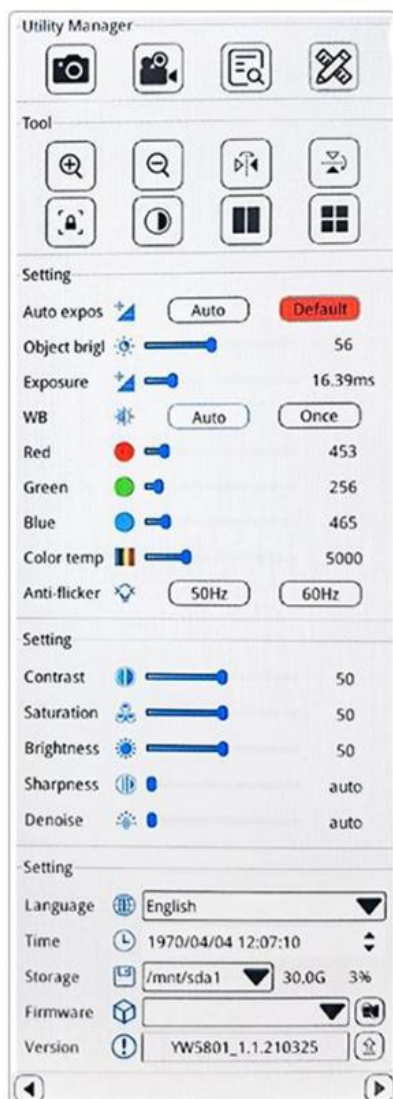 Utility Manager
Tool
Setting
Auto expos Auto Default
Object brigl 56
Exposure 16.39ms
WB Auto Once
Red 453
Green 256
Blue 465
Color temp 5000
Anti-flicker 50Hz 60Hz
Setting
Contrast 50
Saturation 50
Brightness 50
Sharpness auto
Denoise auto
Setting
Language English
Time 1970/04/04 12:07:10
Storage /mnt/sda1 30.0G 3%
Firmware
Version YW5801_1.1.210325